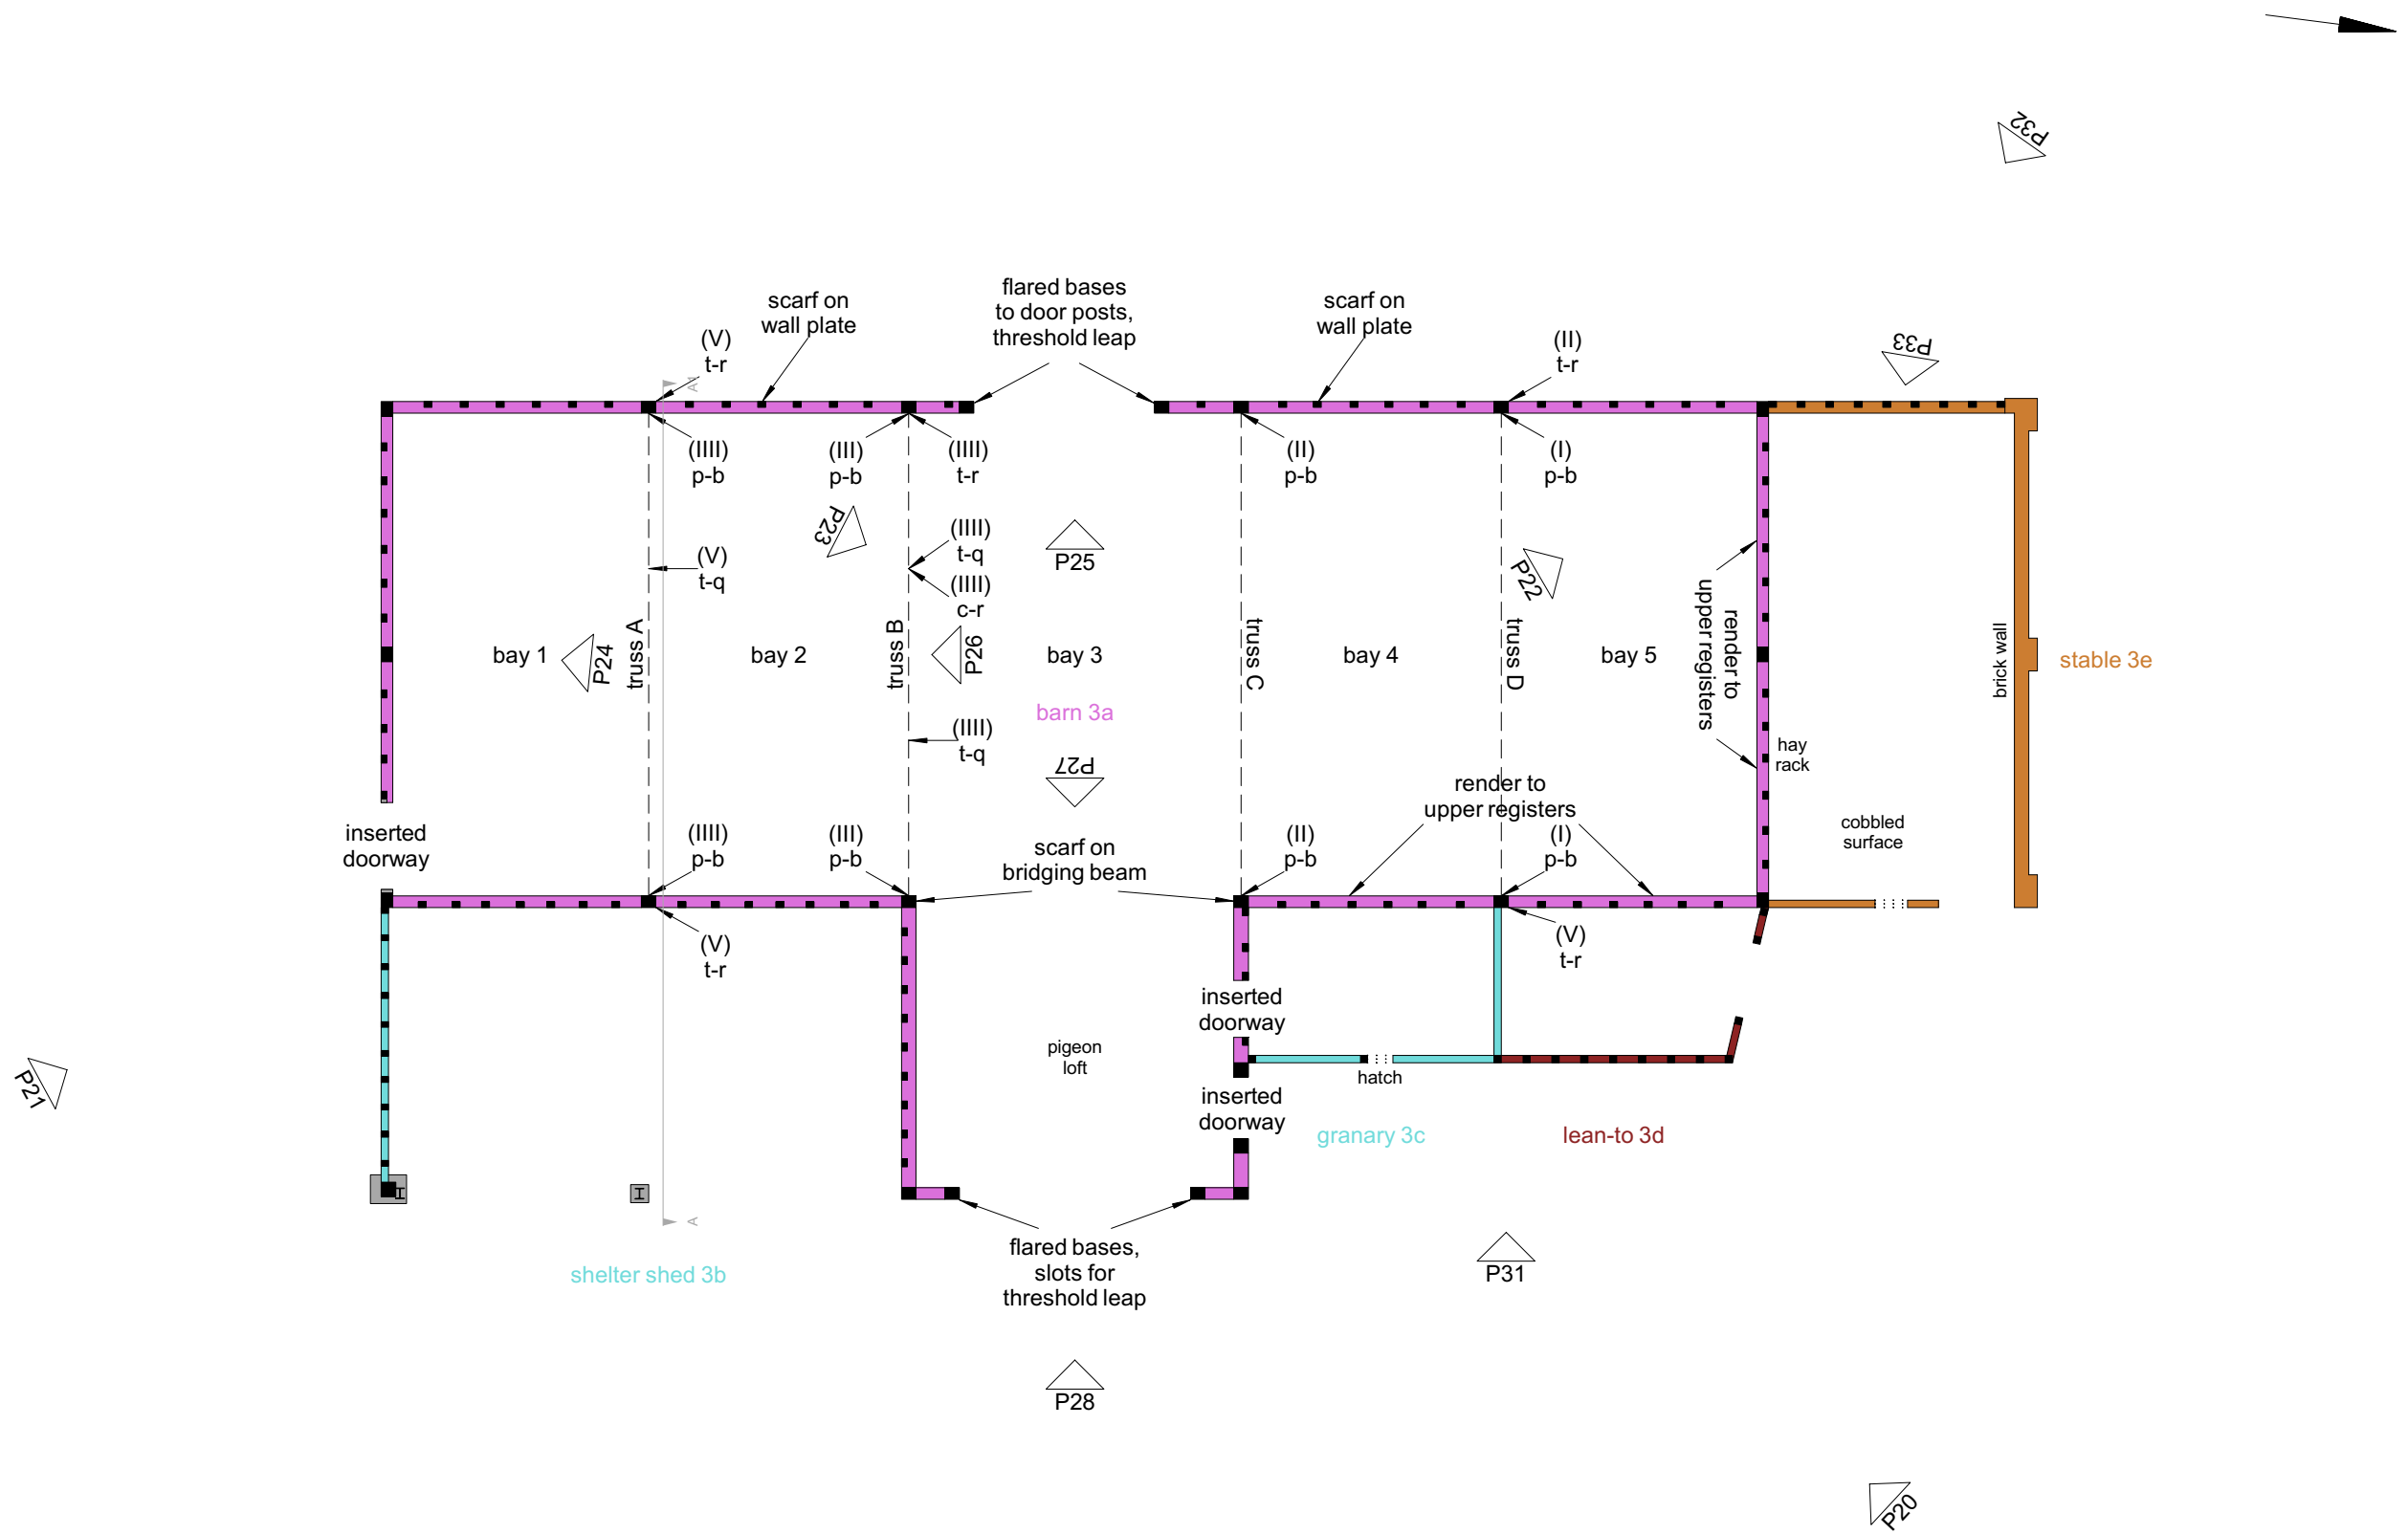 P32
flared bases
to door posts,
threshold leap
scarf on
wall plate
scarf on
wall plate
(V)
t-r
(II)
t-r
P33
(IIII)
p-b
(III)
p-b
(IIII)
t-r
(II)
p-b
(I)
p-b
P23
(IIII)
t-q
P25
(V)
t-q
(IIII)
c-r
P22
bay 1
P24
truss A
bay 2
truss B
P26
bay 3
truss C
bay 4
truss D
bay 5
render to
upper registers
brick wall
stable 3e
barn 3a
(IIII)
t-q
P27
hay
rack
render to
upper registers
inserted
doorway
(IIII)
p-b
(III)
p-b
scarf on
bridging beam
(II)
p-b
(I)
p-b
cobbled
surface
(V)
t-r
(V)
t-r
inserted
doorway
pigeon
loft
hatch
P21
inserted
doorway
granary 3c
lean-to 3d
A
flared bases,
slots for
threshold leap
shelter shed 3b
P31
P28
P20